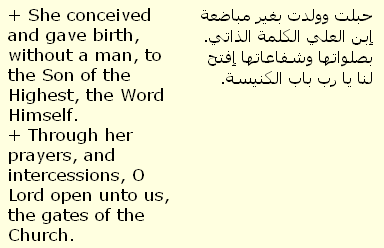 + She conceived
and gave birth,
without a man, to
the Son of the
Highest, the Word
Himself.
+ Through her
prayers, and
intercessions, O
Lord open unto us,
the gates of the
Church.
حبلت وولدت بغير مباضعة
إبن العلي الكلمة الذاتي.
بصلواتها وشفاعاتها إفتح
لنا يا رب باب الكنيسة.